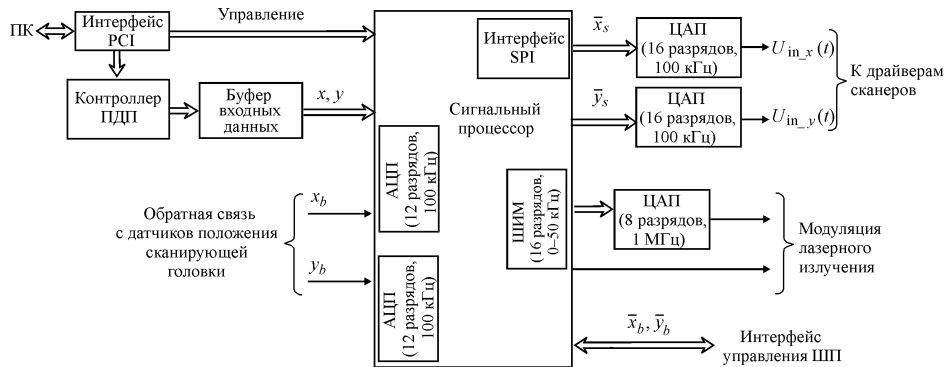 ПК
Интерфейс
PCI
Управление
Контроллер
ПДП
Буфер
входных
данных
x, y
Сигнальный
процессор
Интерфейс
SPI
x̅s
ЦАП
(16 разрядов,
100 кГц)
Uin_x(t)
y̅s
ЦАП
(16 разрядов,
100 кГц)
Uin_y(t)
К драйверам
сканеров
Обратная связь
с датчиков положения
сканирующей
головки
xb
yb
АЦП
(12 разрядов,
100 кГц)
АЦП
(12 разрядов,
100 кГц)
ШИМ
(16 разрядов,
0–50 кГц)
ЦАП
(8 разрядов,
1 МГц)
Модуляция
лазерного
излучения
x̅b, y̅b
Интерфейс
управления ШП